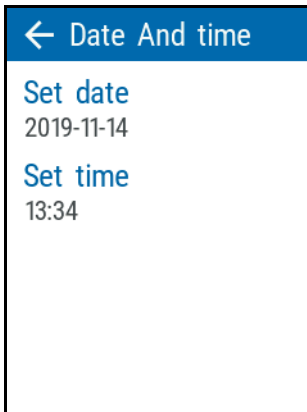 Date And time
Set date
2019-11-14
Set time
13:34